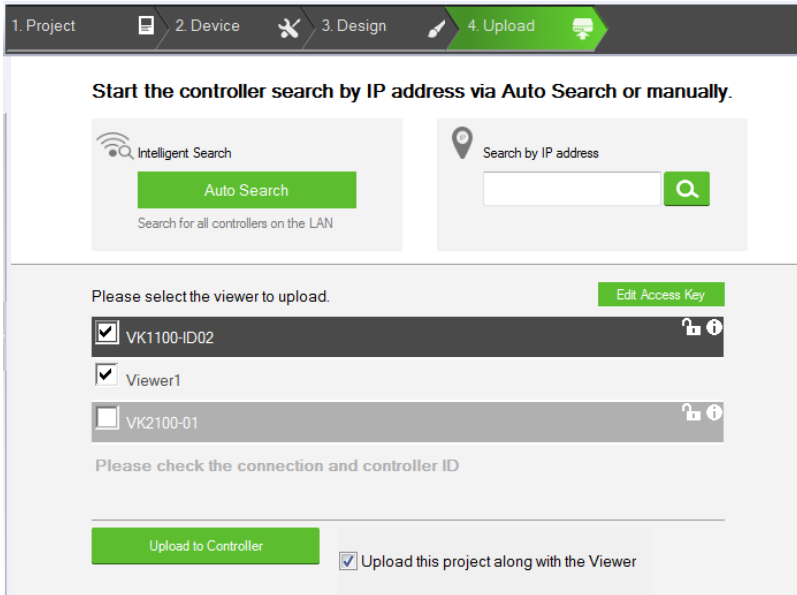 1. Project
2. Device
3. Design
4. Upload
Start the controller search by IP address via Auto Search or manually.
Intelligent Search
Auto Search
Search for all controllers on the LAN
IP
Search by IP address
Please select the viewer to upload.
Edit Access Key
VK1100-ID02
Viewer1
VK2100-01
Please check the connection and controller ID
Upload to Controller
Upload this project along with the Viewer